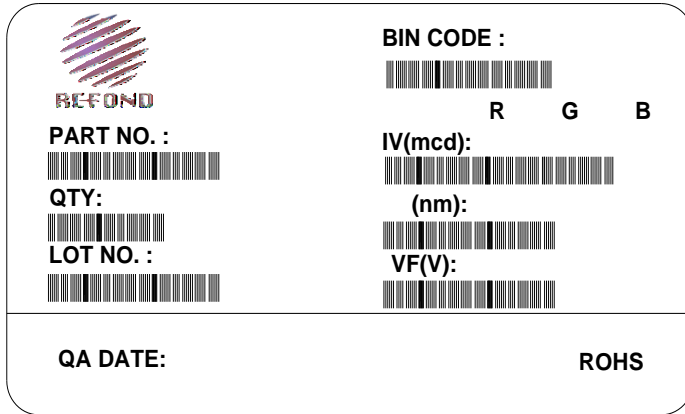 REFOND
BIN CODE :
R G B
PART NO. :
IV(mcd):
QTY:
(nm):
LOT NO. :
VF(V):
QA DATE:
ROHS